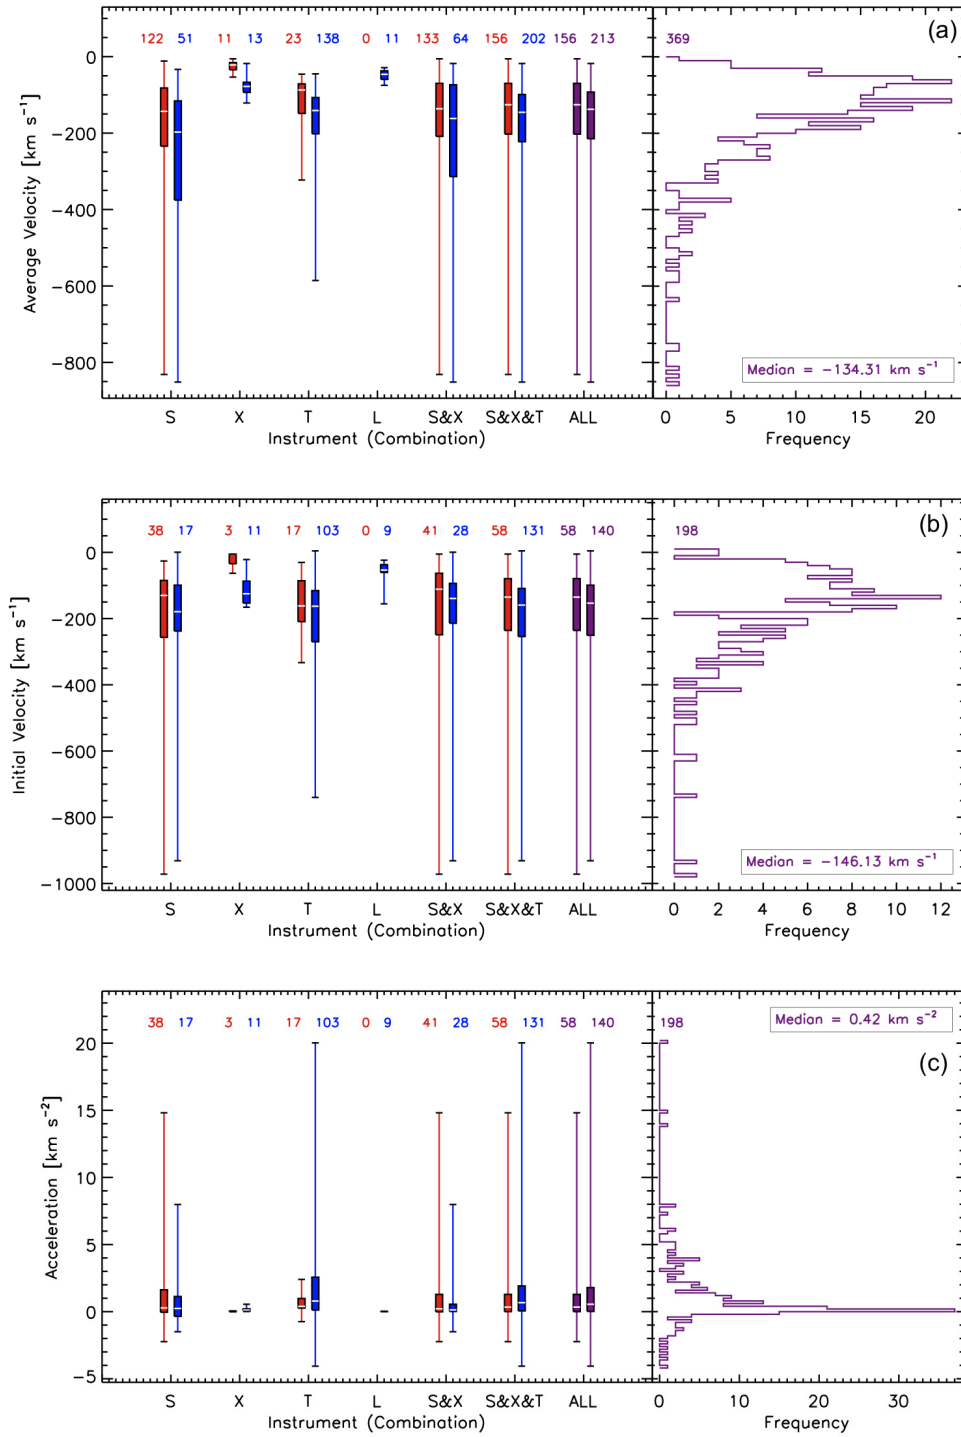 (a)
122 51 11 13 23 138 0 11 133 64 156 202 156 213 369
0
−200
−400
−600
−800
Average Velocity [km s⁻¹]
Median = −134.31 km s⁻¹
S X T L S&X S&X&T ALL
0 5 10 15 20
Instrument (Combination) Frequency
(b)
38 17 3 11 17 103 0 9 41 28 58 131 58 140 198
0
−200
−400
−600
−800
−1000
Initial Velocity [km s⁻¹]
Median = −146.13 km s⁻¹
S X T L S&X S&X&T ALL
0 2 4 6 8 10 12
Instrument (Combination) Frequency
38 17 3 11 17 103 0 9 41 28 58 131 58 140 198
Median = 0.42 km s⁻²
(c)
20
15
10
5
0
−5
Acceleration [km s⁻²]
S X T L S&X S&X&T ALL
0 10 20 30
Instrument (Combination) Frequency